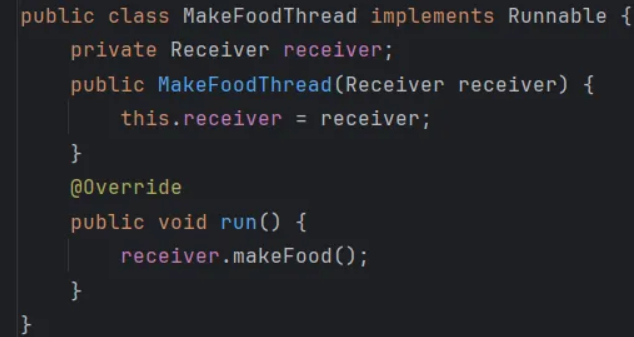 public class MakeFoodThread implements Runnable {
    private Receiver receiver;
    public MakeFoodThread(Receiver receiver) {
        this.receiver = receiver;
    }
    @Override
    public void run() {
        receiver.makeFood();
    }
}